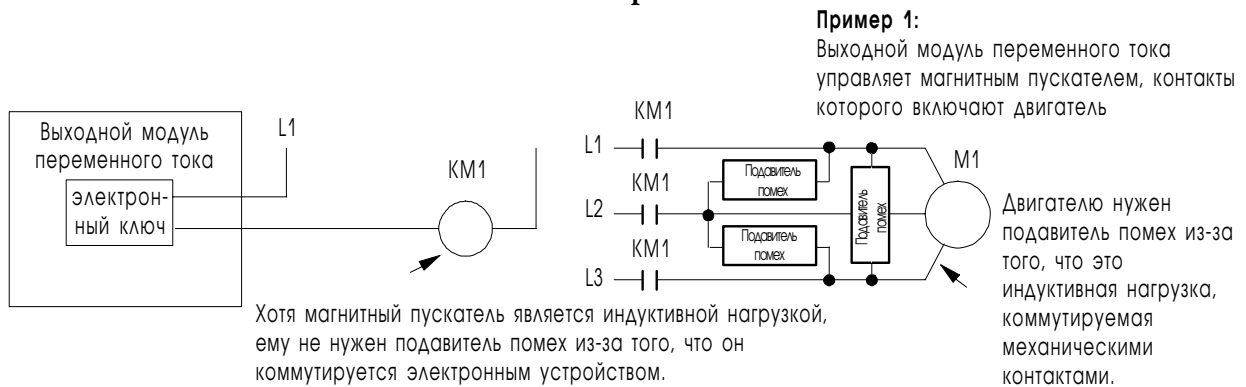 Пример 1:
Выходной модуль переменного тока
управляет магнитным пускателем, контакты
которого включают двигатель
Выходной модуль
переменного тока
электрон-
ный ключ
L1
KM1
KM1
L1
KM1
L2
KM1
L3
Подавитель
помех
Подавитель
помех
Подавитель
помех
M1
Двигателю нужен
подавитель помех из-за
того, что это
индуктивная нагрузка,
коммутируемая
механическими
контактами.
Хотя магнитный пускатель является индуктивной нагрузкой,
ему не нужен подавитель помех из-за того, что он
коммутируется электронным устройством.